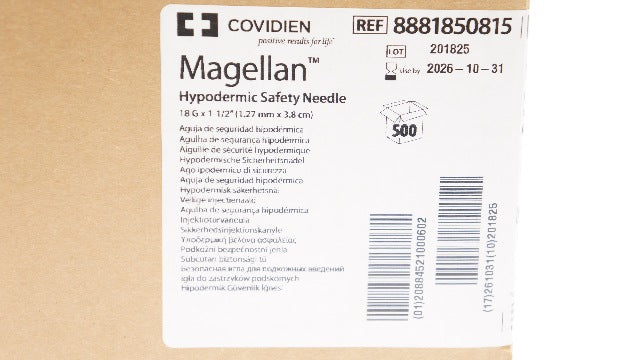 COVIDIEN
positive results for life™
REF 8881850815
LOT 201825
Use by 2026-10-31
Magellan™
Hypodermic Safety Needle
18 G x 1 1/2" (1.27 mm x 3.8 cm)
500
Aguja de seguridad hipodérmica
Agulha de segurança hipodérmica
Aiguille de sécurité hypodermique
Hypodermische Sicherheitsnadel
Ago ipodermico di sicurezza
Aguja de seguridad hipodérmica
Hypodermisk säkerhetsnål
Veilige injectienaald
Agulha de segurança hipodérmica
Injektiotурvaneula
Sikkerhedsinjektionskanyle
Υποδερμική βελόνα ασφαλείας
Podkožní bezpečnostní jehla
Subcutan biztonsági tű
Безопасная игла для подкожных введений
Igła do zastrzyków podskórnych
Hipodermik Güvenlik İğnesi
(01)20884521000602
(17)261031(10)201825